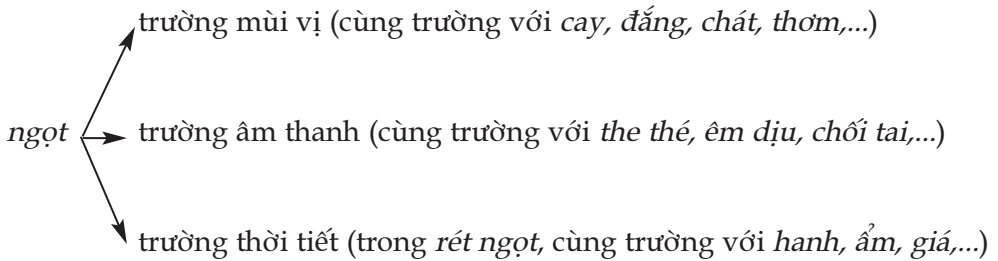 trường mùi vị (cùng trường với cay, đắng, chát, thơm,...)
ngọt trường âm thanh (cùng trường với the thé, êm dịu, chối tai,...)
trường thời tiết (trong rét ngọt, cùng trường với hanh, ẩm, giá,...)